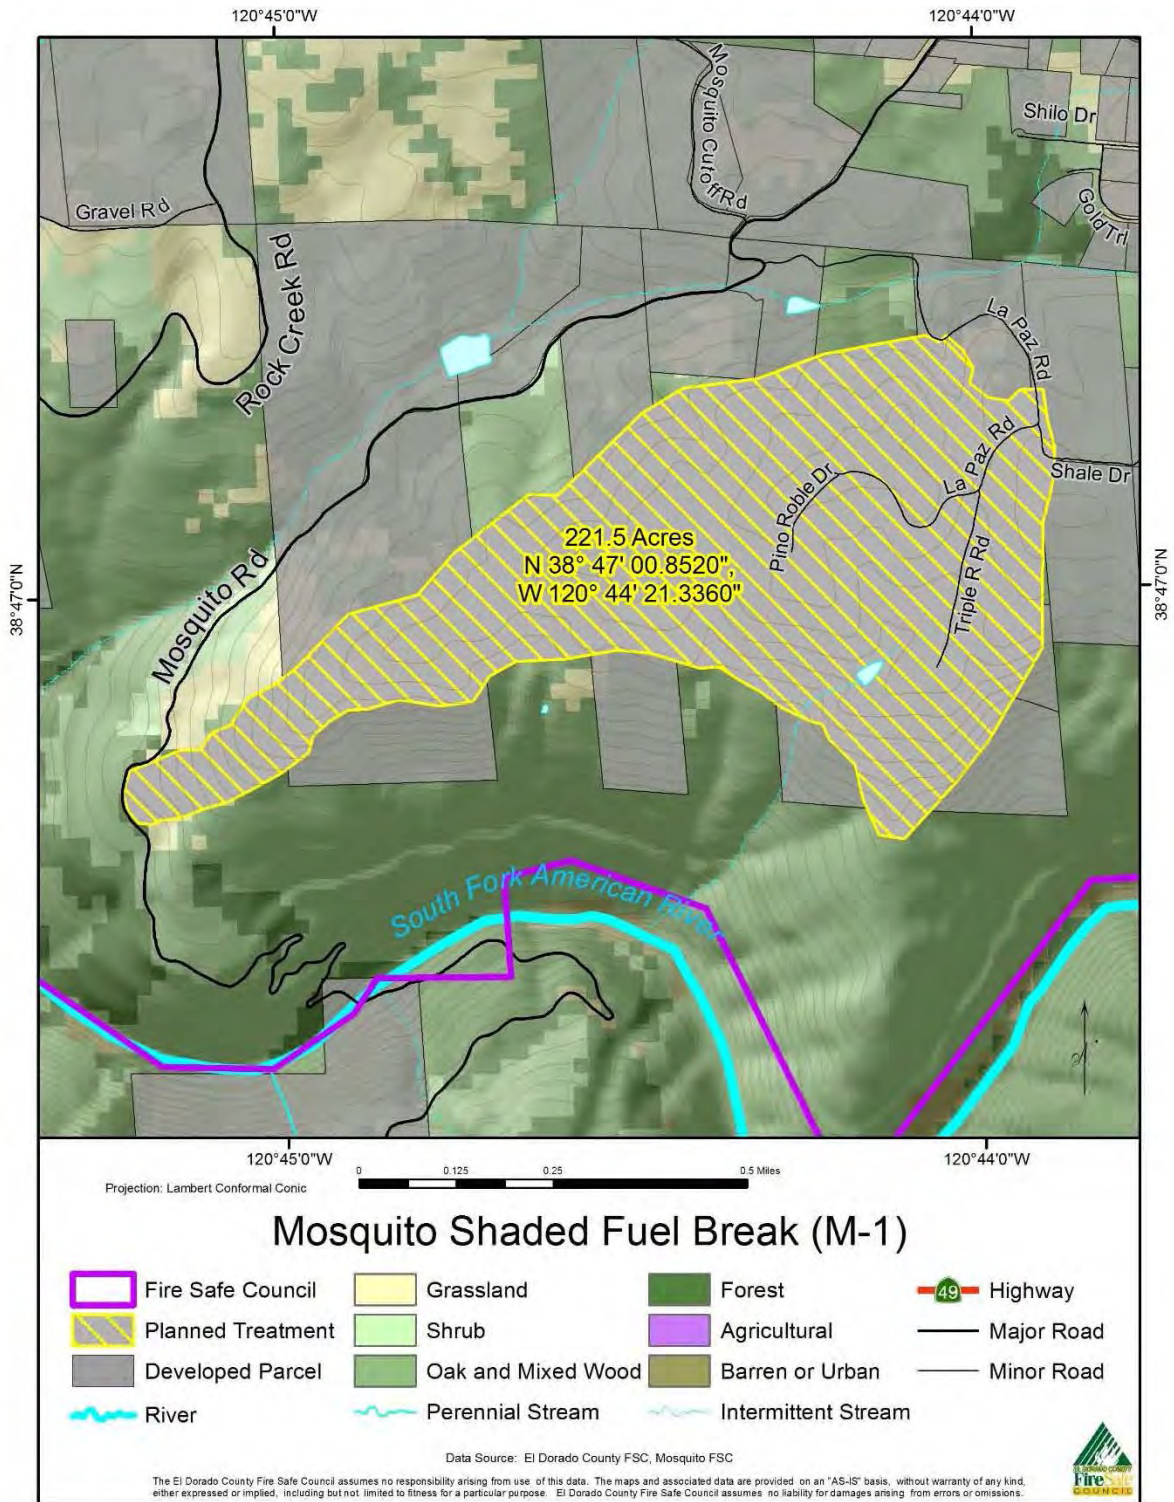 120°45'0"W
120°44'0"W
Mosquito Cutoff Rd
Shilo Dr
Gravel Rd
Gold Trl
Rock Creek Rd
La Paz Rd
La Paz Rd
Shale Dr
Pino Roble Dr
221.5 Acres
N 38° 47' 00.8520",
W 120° 44' 21.3360"
Triple R Rd
Mosquito Rd
38°47'0"N
38°47'0"N
South Fork American River
120°45'0"W
120°44'0"W
0 0.125 0.25 0.5 Miles
Projection: Lambert Conformal Conic
Mosquito Shaded Fuel Break (M-1)
Fire Safe Council
Grassland
Forest
49 Highway
Planned Treatment
Shrub
Agricultural
Major Road
Developed Parcel
Oak and Mixed Wood
Barren or Urban
Minor Road
River
Perennial Stream
Intermittent Stream
Data Source: El Dorado County FSC, Mosquito FSC
The El Dorado County Fire Safe Council assumes no responsibility arising from use of this data. The maps and associated data are provided on an "AS-IS" basis, without warranty of any kind,
either expressed or implied, including but not limited to fitness for a particular purpose. El Dorado County Fire Safe Council assumes no liability for damages arising from errors or omissions.
EL DORADO COUNTY
Fire Safe
COUNCIL